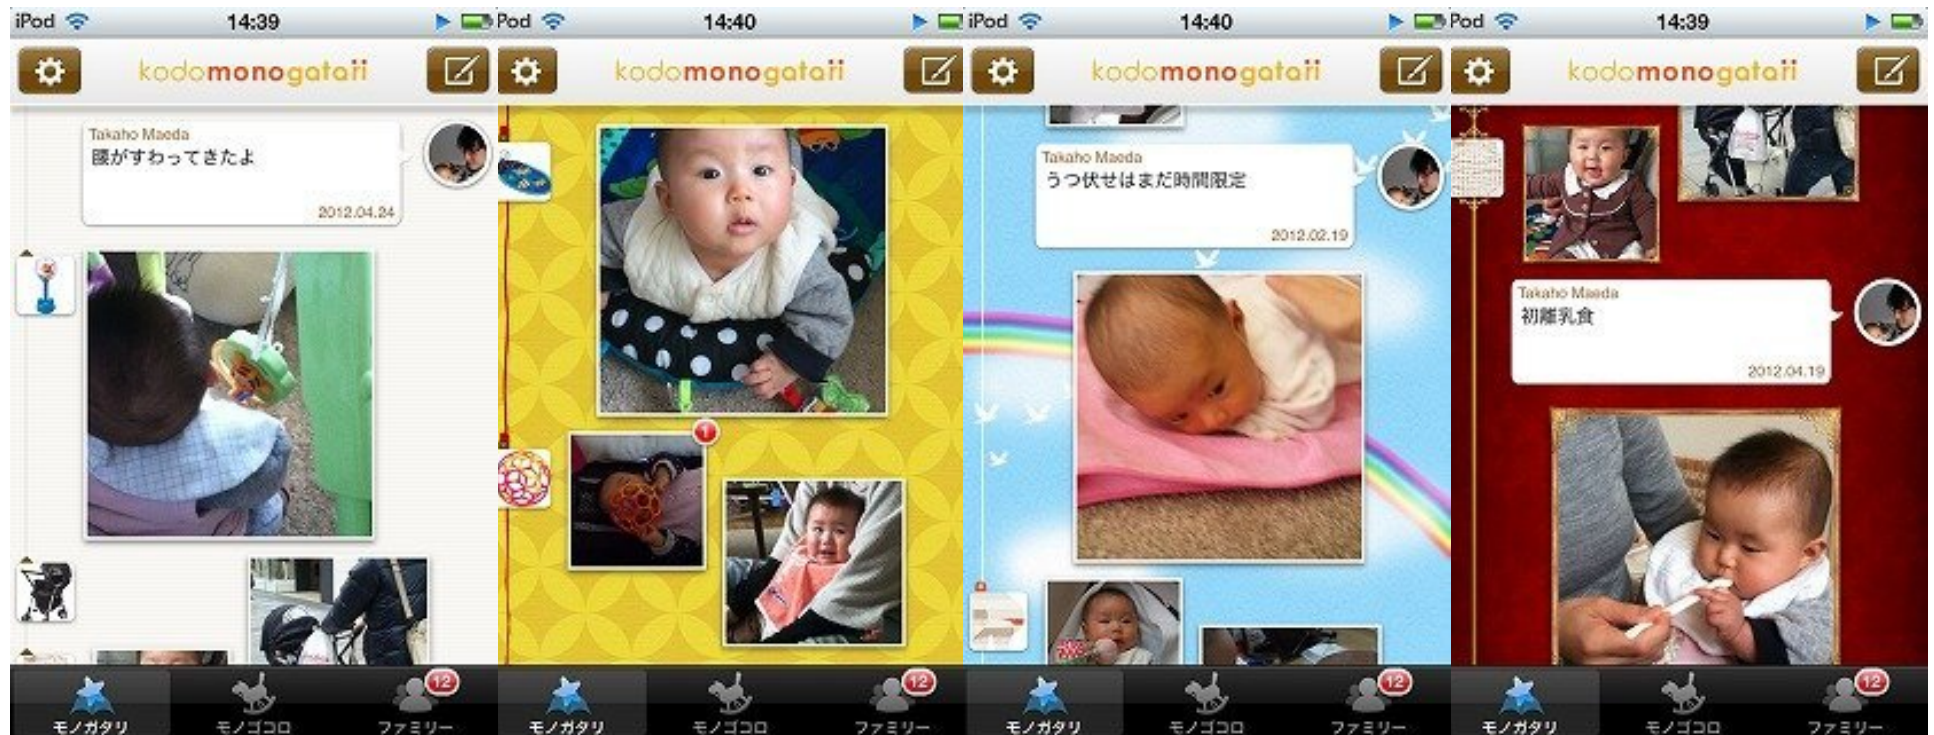 iPod 14:39
kodomonogatari
Takaho Maeda
腰がすわってきたよ
2012.04.24
モノガタリ モノゴコロ ファミリー
12
Pod 14:40
kodomonogatari
1
モノガタリ モノゴコロ ファミリー
12
iPod 14:40
kodomonogatari
Takaho Maeda
うつ伏せはまだ時間限定
2012.02.19
モノガタリ モノゴコロ ファミリー
12
Pod 14:39
kodomonogatari
Takaho Maeda
初離乳食
2012.04.19
モノガタリ モノゴコロ ファミリー
12